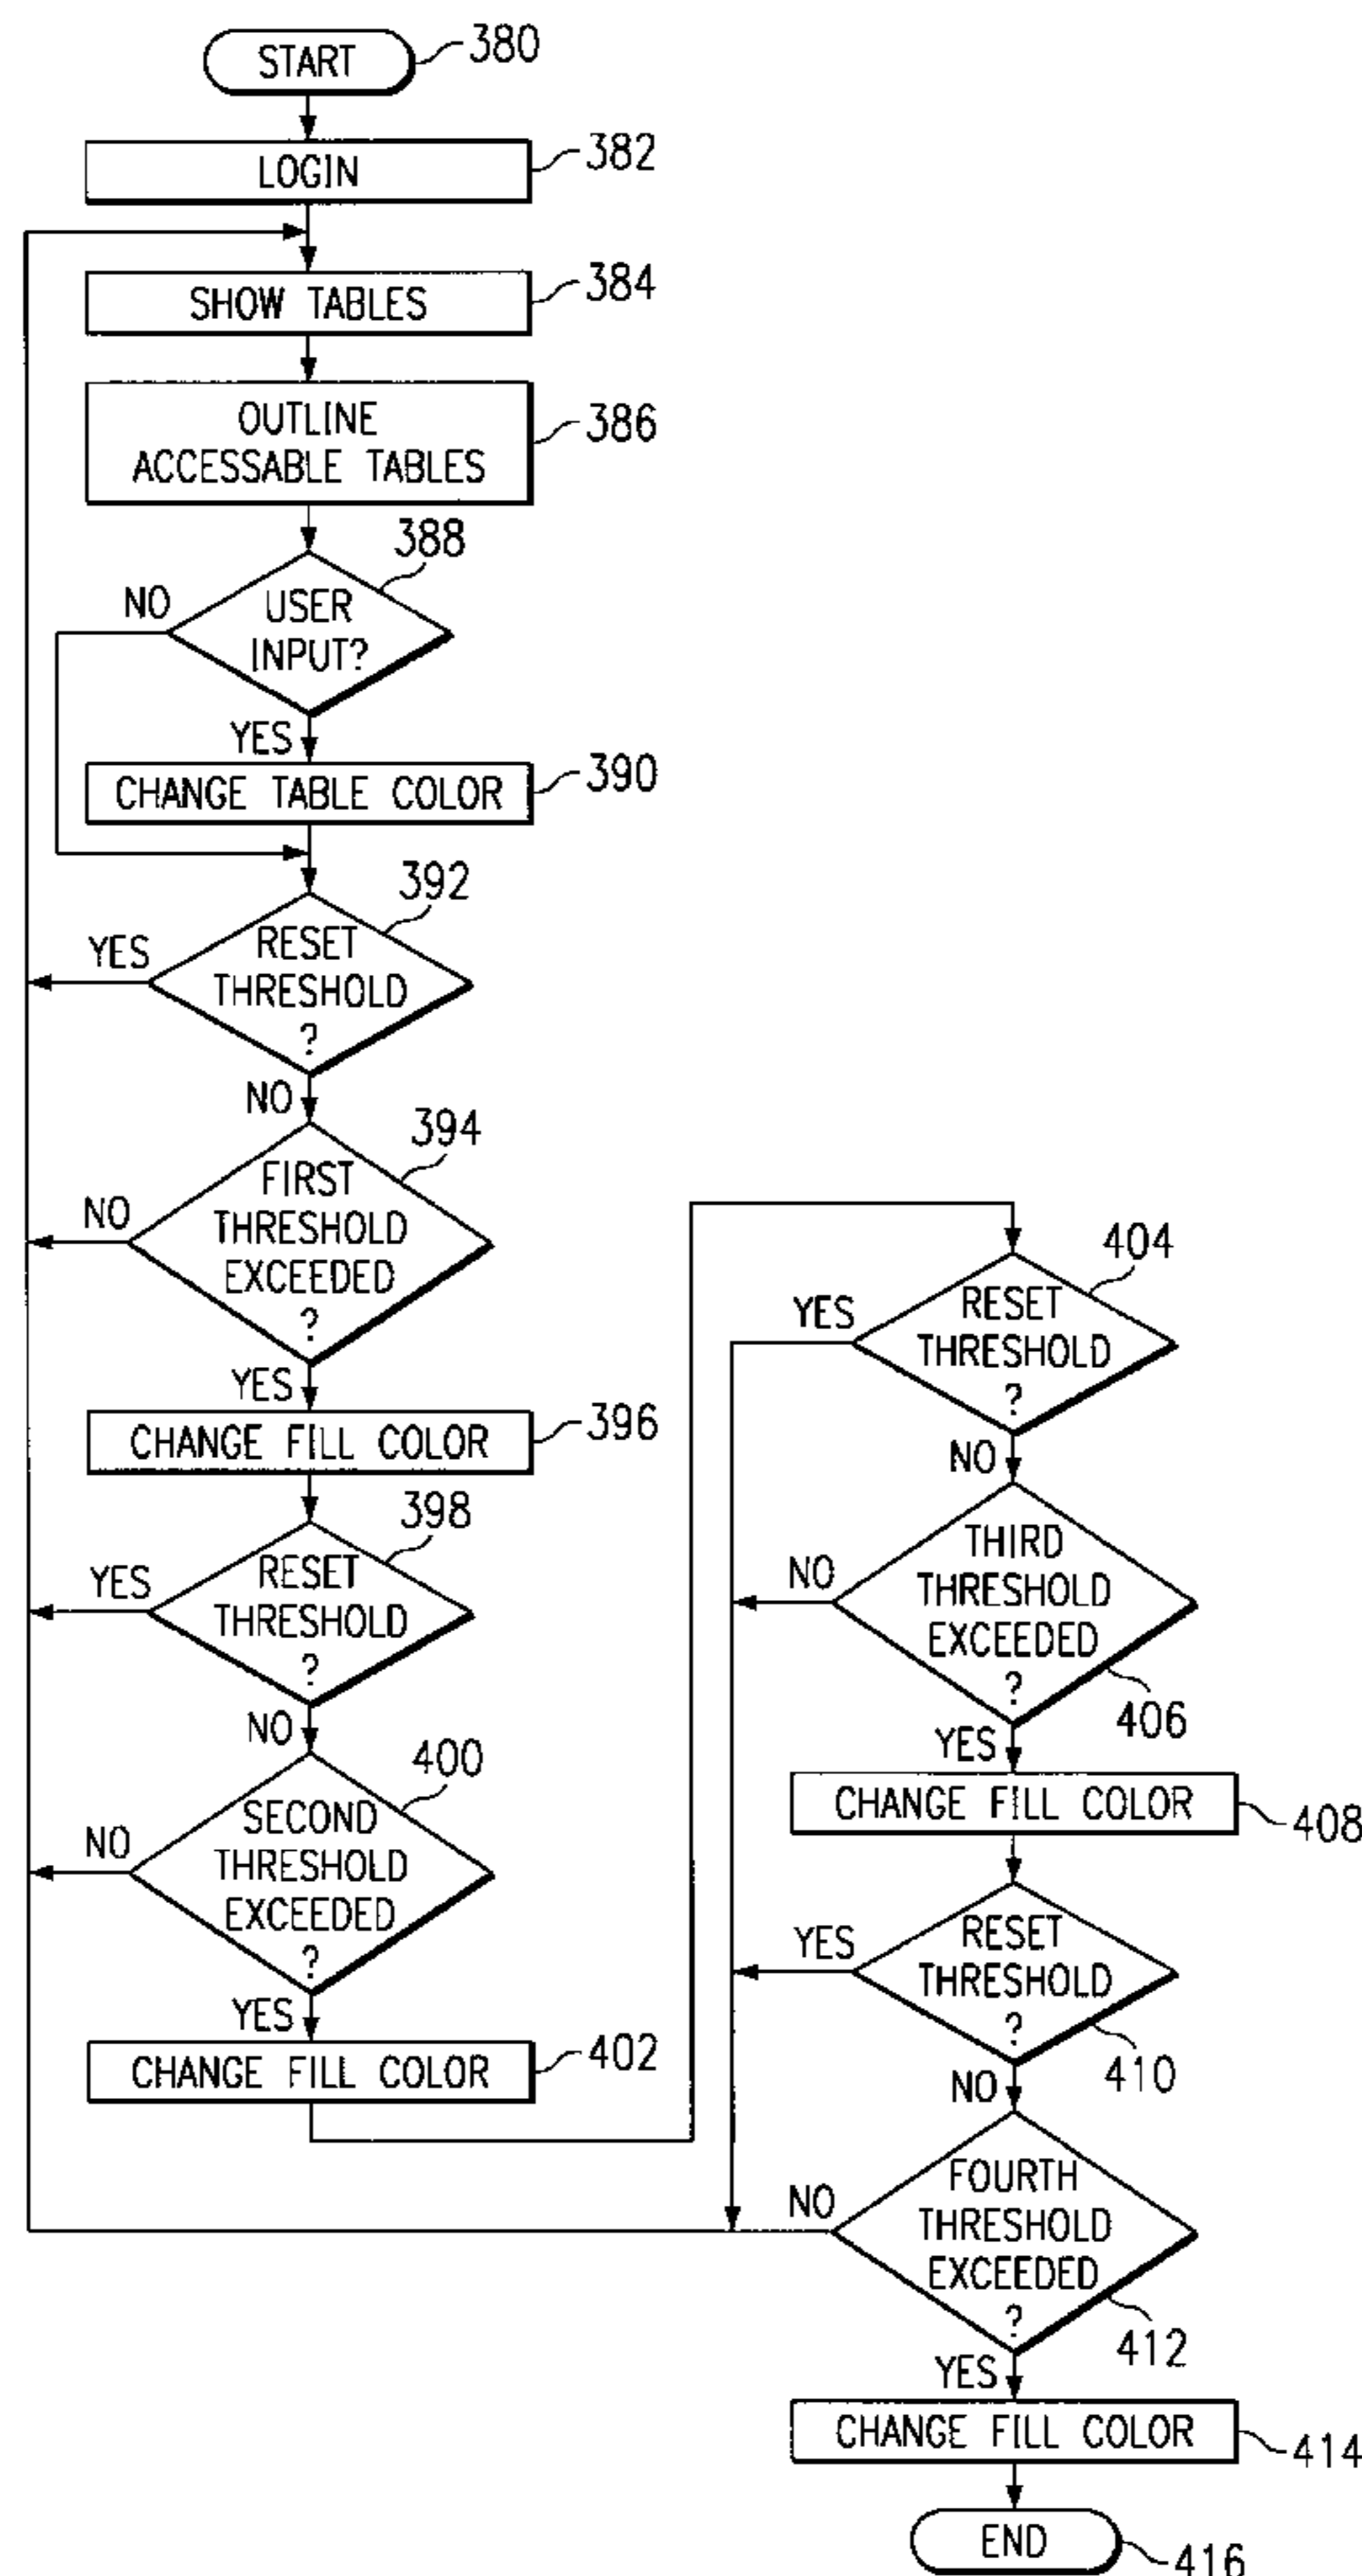 START
380
LOGIN
382
SHOW TABLES
384
OUTLINE
ACCESSABLE TABLES
386
388
USER
INPUT?
NO
YES
CHANGE TABLE COLOR
390
392
RESET
THRESHOLD
?
YES
NO
394
FIRST
THRESHOLD
EXCEEDED
?
NO
YES
CHANGE FILL COLOR
396
398
RESET
THRESHOLD
?
YES
NO
400
SECOND
THRESHOLD
EXCEEDED
?
NO
YES
CHANGE FILL COLOR
402
404
RESET
THRESHOLD
?
YES
NO
THIRD
THRESHOLD
EXCEEDED
?
406
NO
YES
CHANGE FILL COLOR
408
RESET
THRESHOLD
?
410
YES
NO
FOURTH
THRESHOLD
EXCEEDED
?
412
NO
YES
CHANGE FILL COLOR
414
END
416